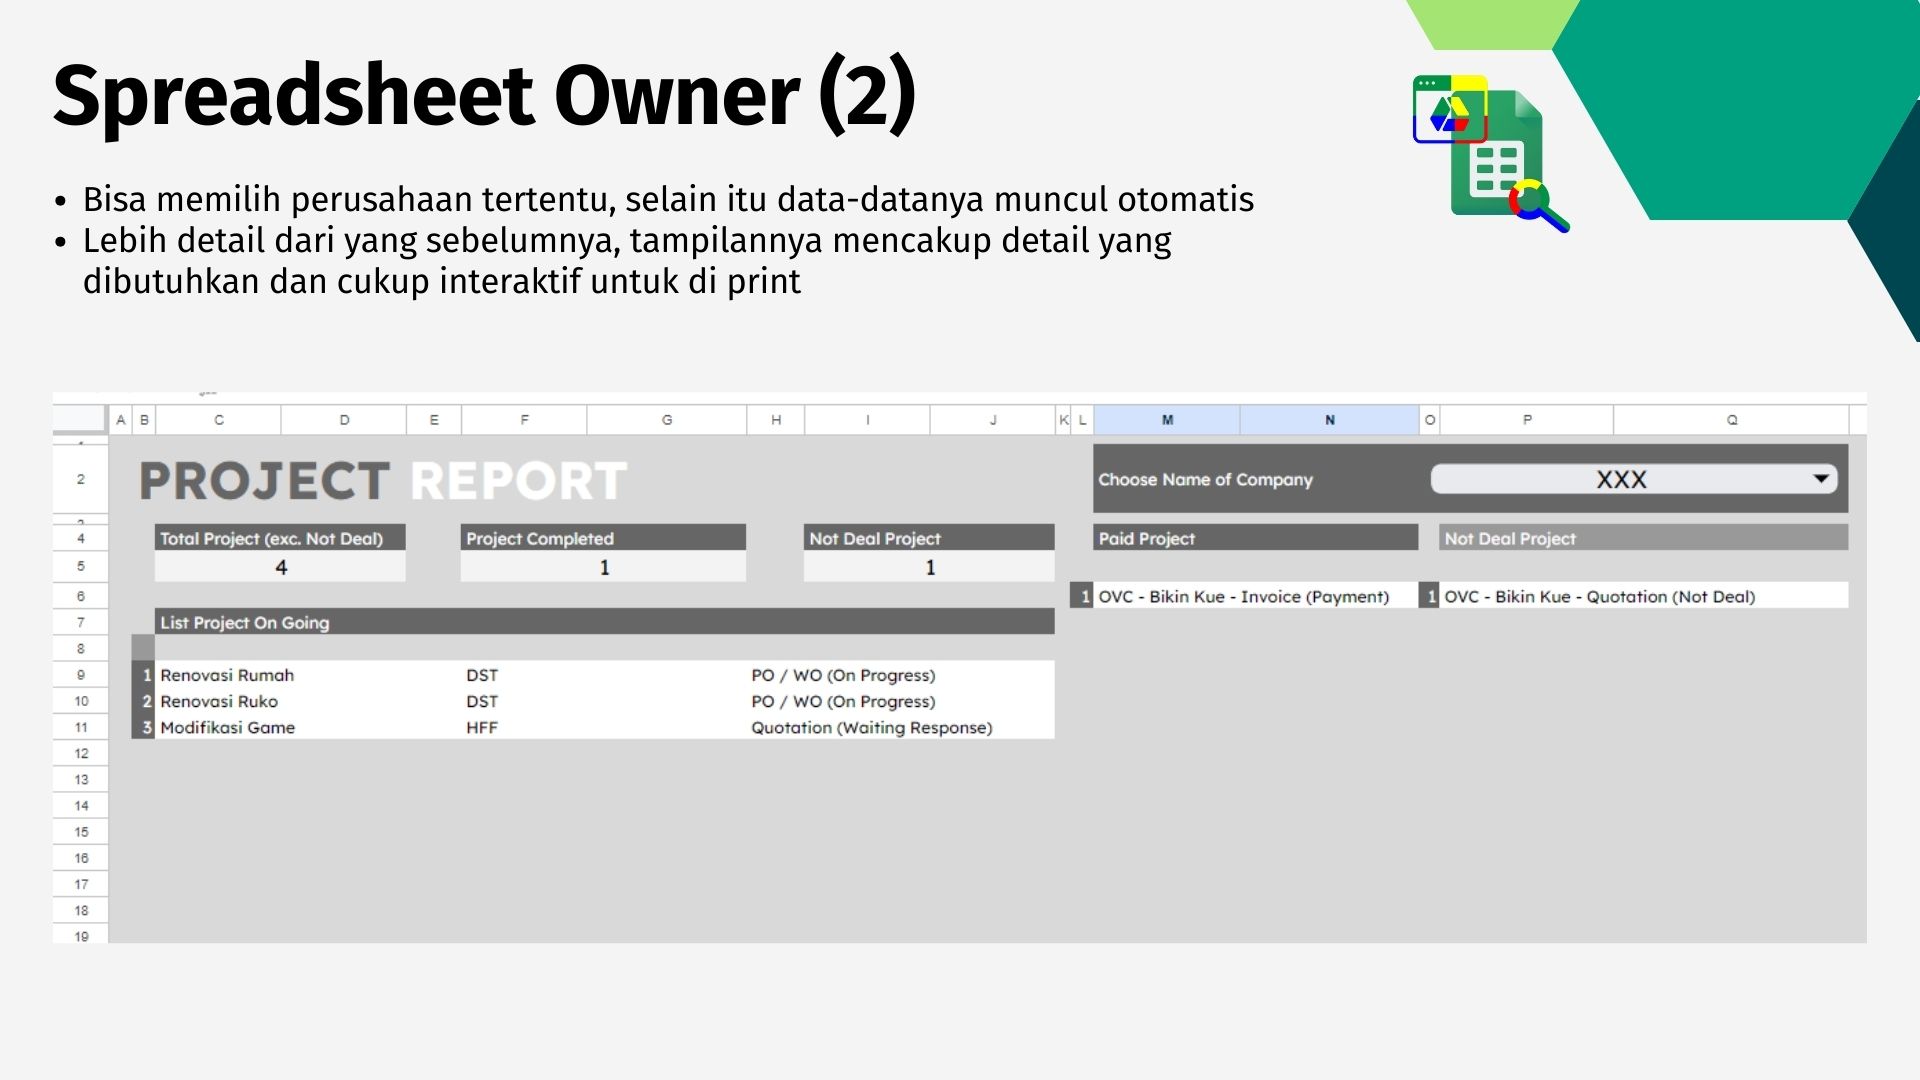 Spreadsheet Owner (2)
• Bisa memilih perusahaan tertentu, selain itu data-datanya muncul otomatis
• Lebih detail dari yang sebelumnya, tampilannya mencakup detail yang
dibutuhkan dan cukup interaktif untuk di print
A B C D E F G H I J K L M N O P Q
2 PROJECT REPORT Choose Name of Company XXX
4 Total Project (exc. Not Deal) Project Completed Not Deal Project Paid Project Not Deal Project
5 4 1 1
6 1 OVC - Bikin Kue - Invoice (Payment) 1 OVC - Bikin Kue - Quotation (Not Deal)
7 List Project On Going
8
9 1 Renovasi Rumah DST PO / WO (On Progress)
10 2 Renovasi Ruko DST PO / WO (On Progress)
11 3 Modifikasi Game HFF Quotation (Waiting Response)
12
13
14
15
16
17
18
19